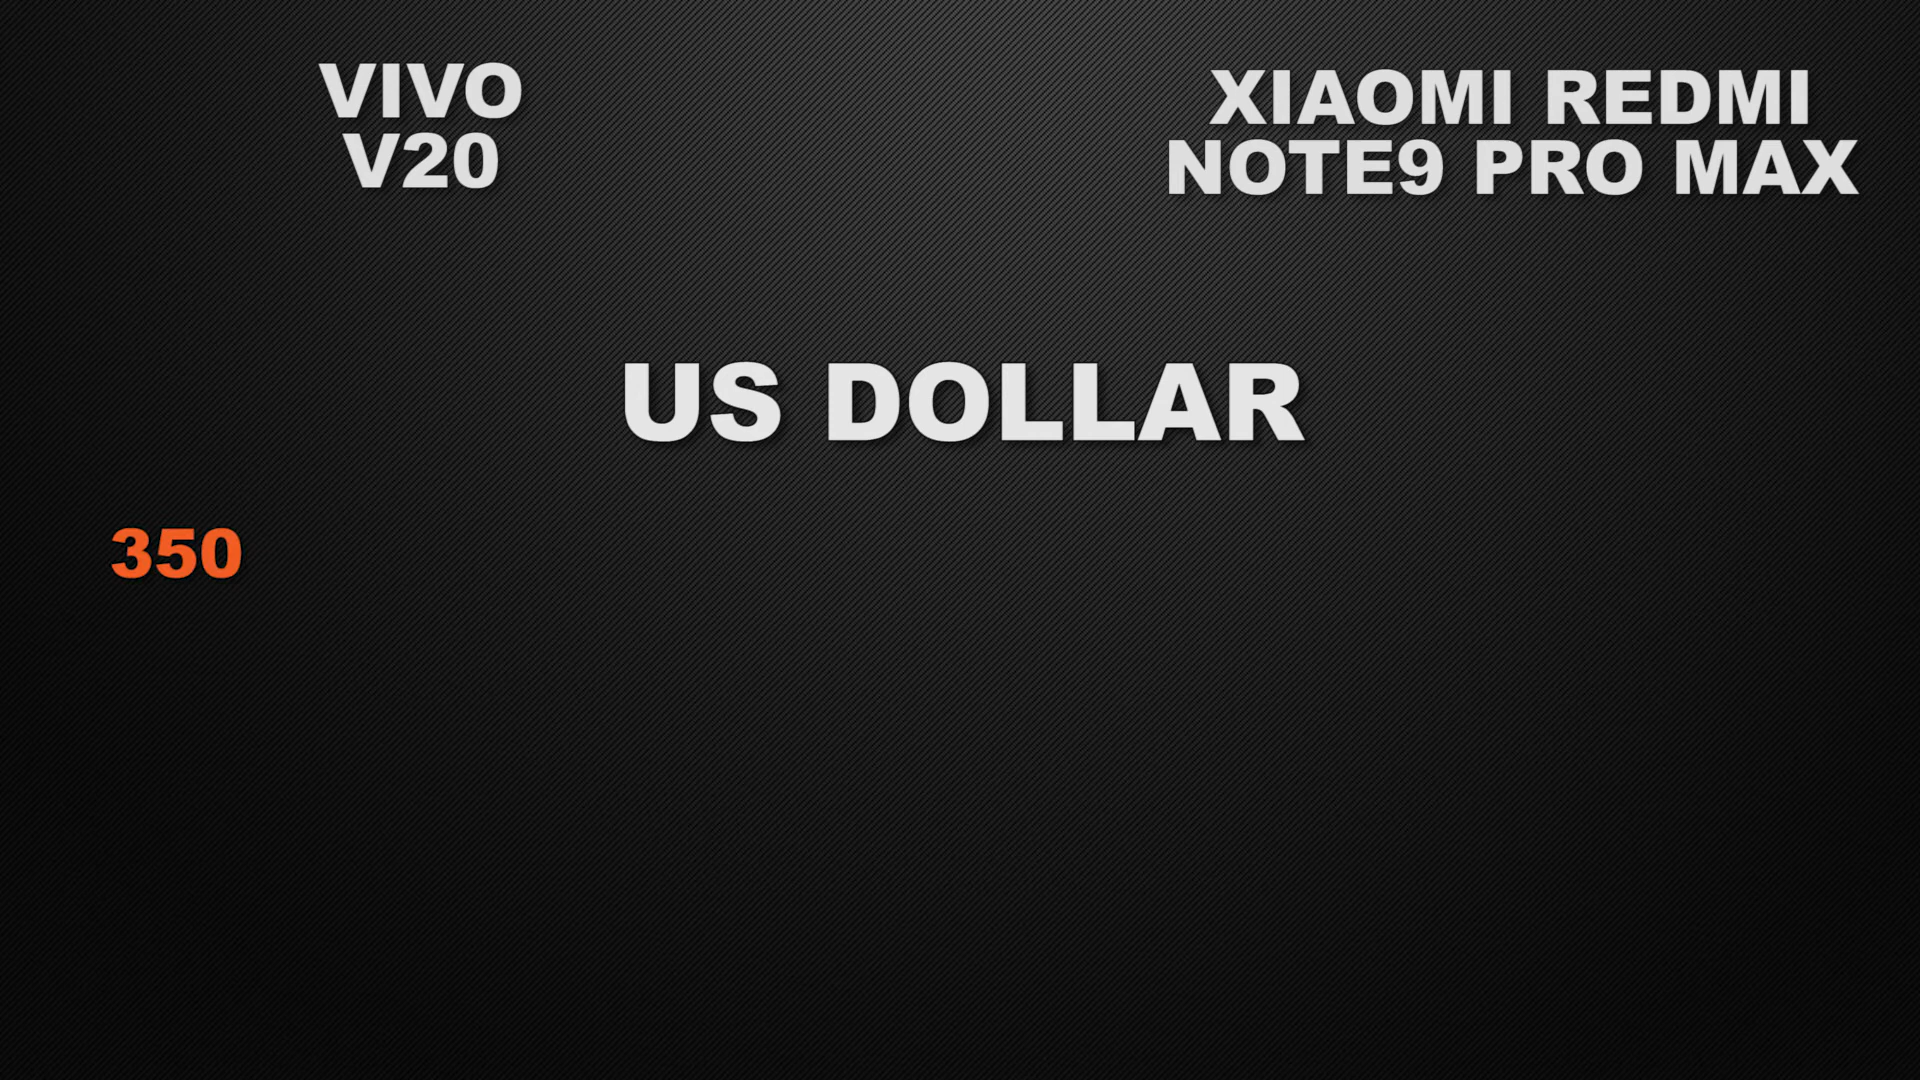 VIVO
V20
XIAOMI REDMI
NOTE9 PRO MAX
US DOLLAR
350